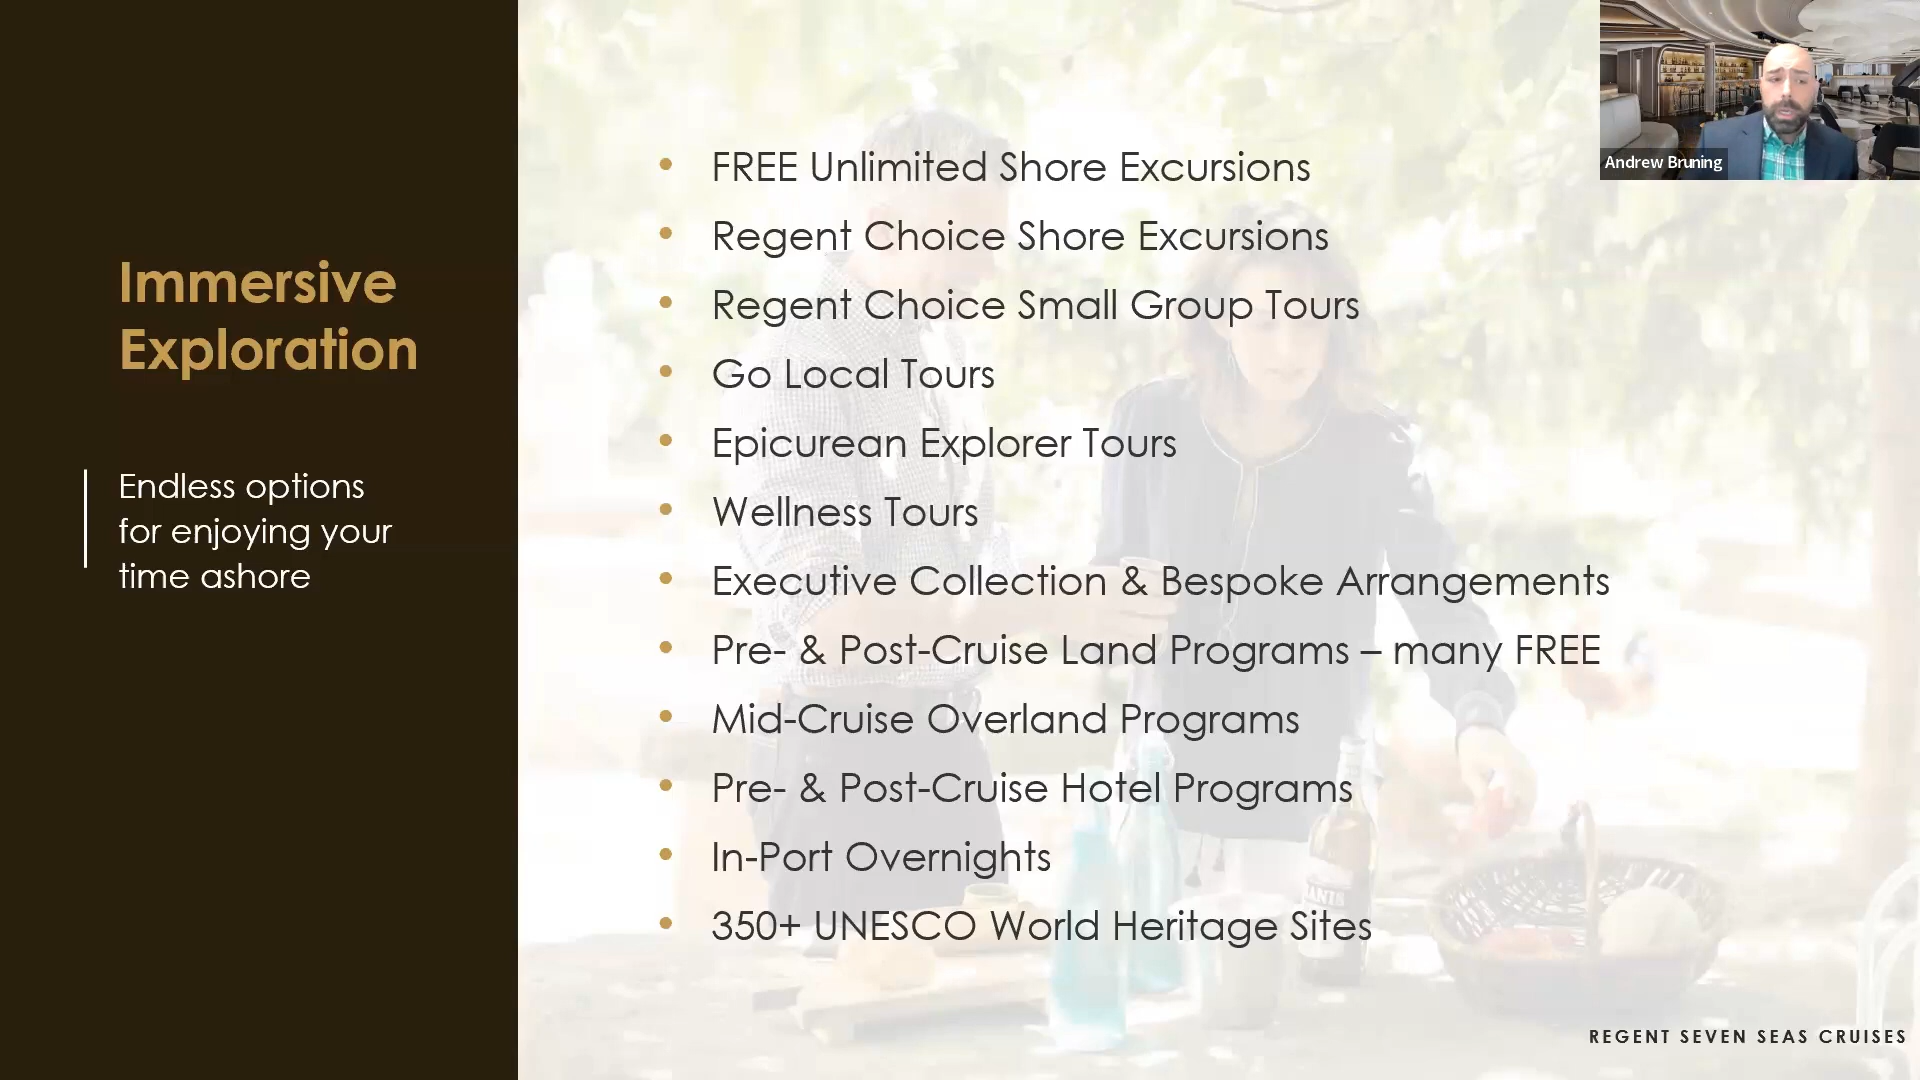 Immersive
Exploration
Endless options
for enjoying your
time ashore
• FREE Unlimited Shore Excursions
• Regent Choice Shore Excursions
• Regent Choice Small Group Tours
• Go Local Tours
• Epicurean Explorer Tours
• Wellness Tours
• Executive Collection & Bespoke Arrangements
• Pre- & Post-Cruise Land Programs – many FREE
• Mid-Cruise Overland Programs
• Pre- & Post-Cruise Hotel Programs
• In-Port Overnights
• 350+ UNESCO World Heritage Sites
Andrew Bruning
REGENT SEVEN SEAS CRUISES